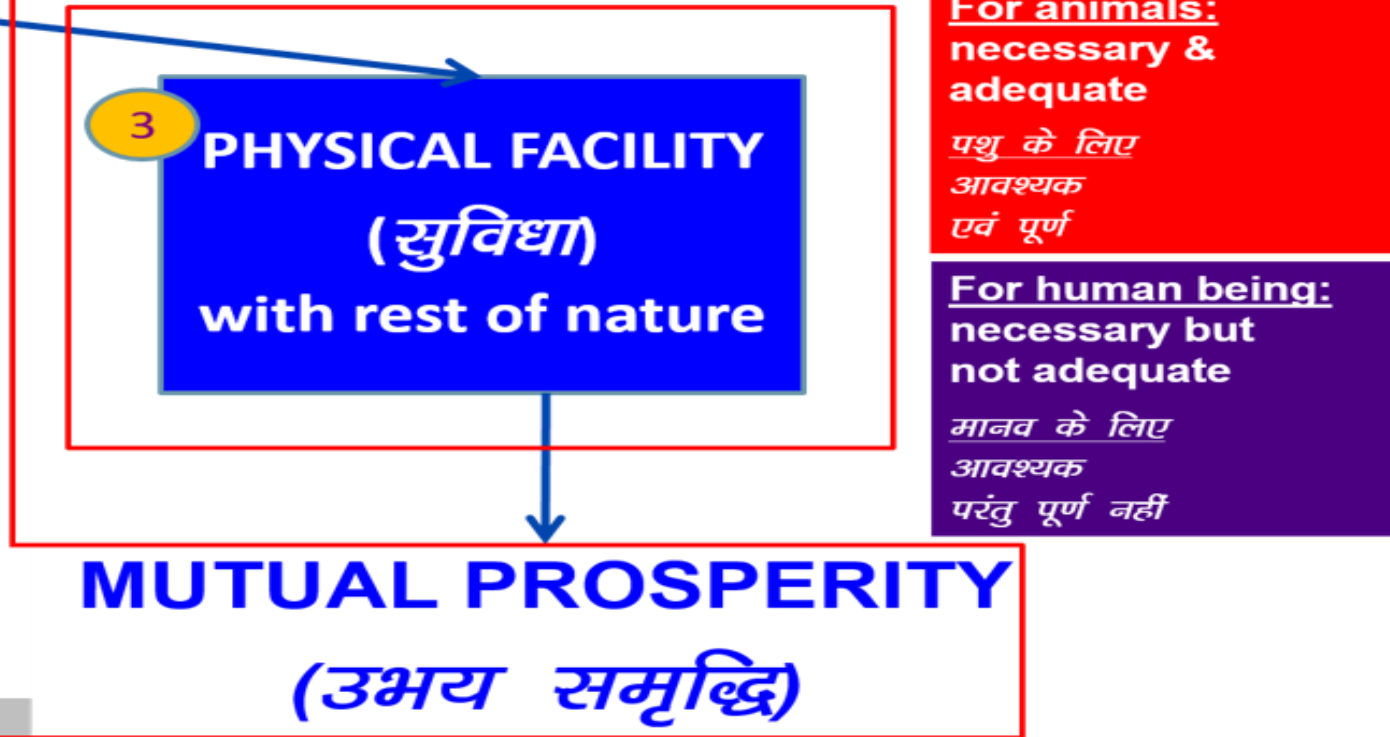 3
PHYSICAL FACILITY
(सुविधा)
with rest of nature
For animals:
necessary &
adequate
पशु के लिए
आवश्यक
एवं पूर्ण
For human being:
necessary but
not adequate
मानव के लिए
आवश्यक
परंतु पूर्ण नहीं
MUTUAL PROSPERITY
(उभय समृद्धि)